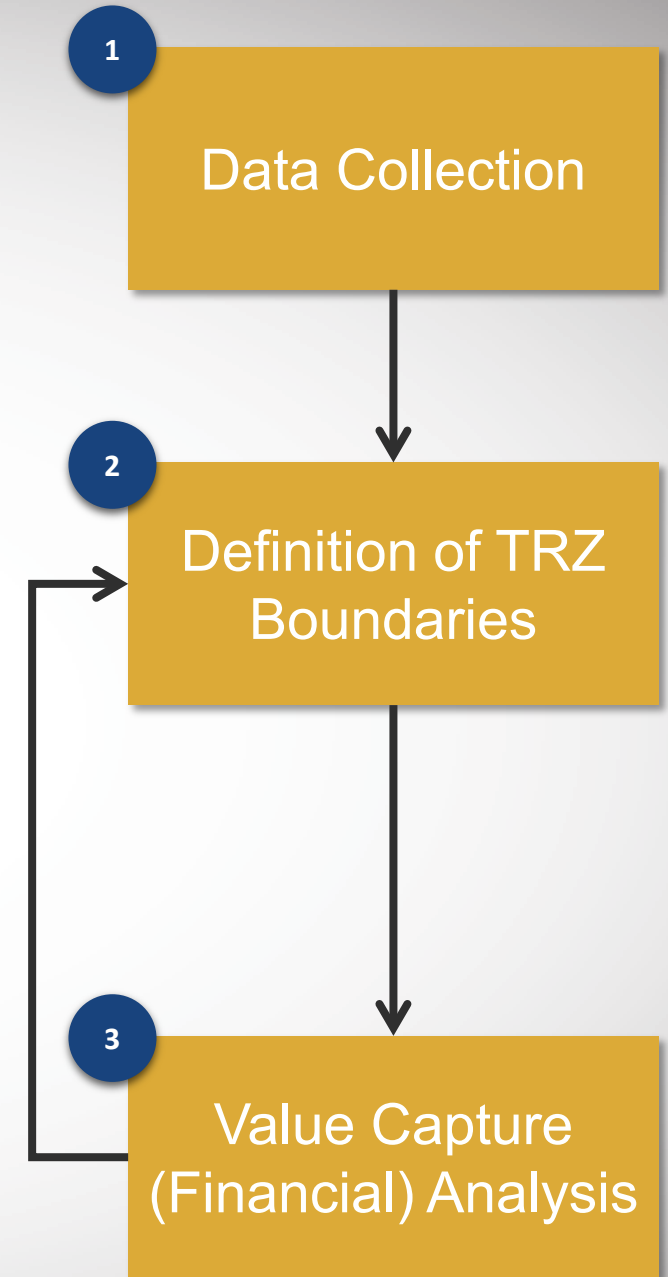 1
Data Collection
2
Definition of TRZ
Boundaries
3
Value Capture
(Financial) Analysis